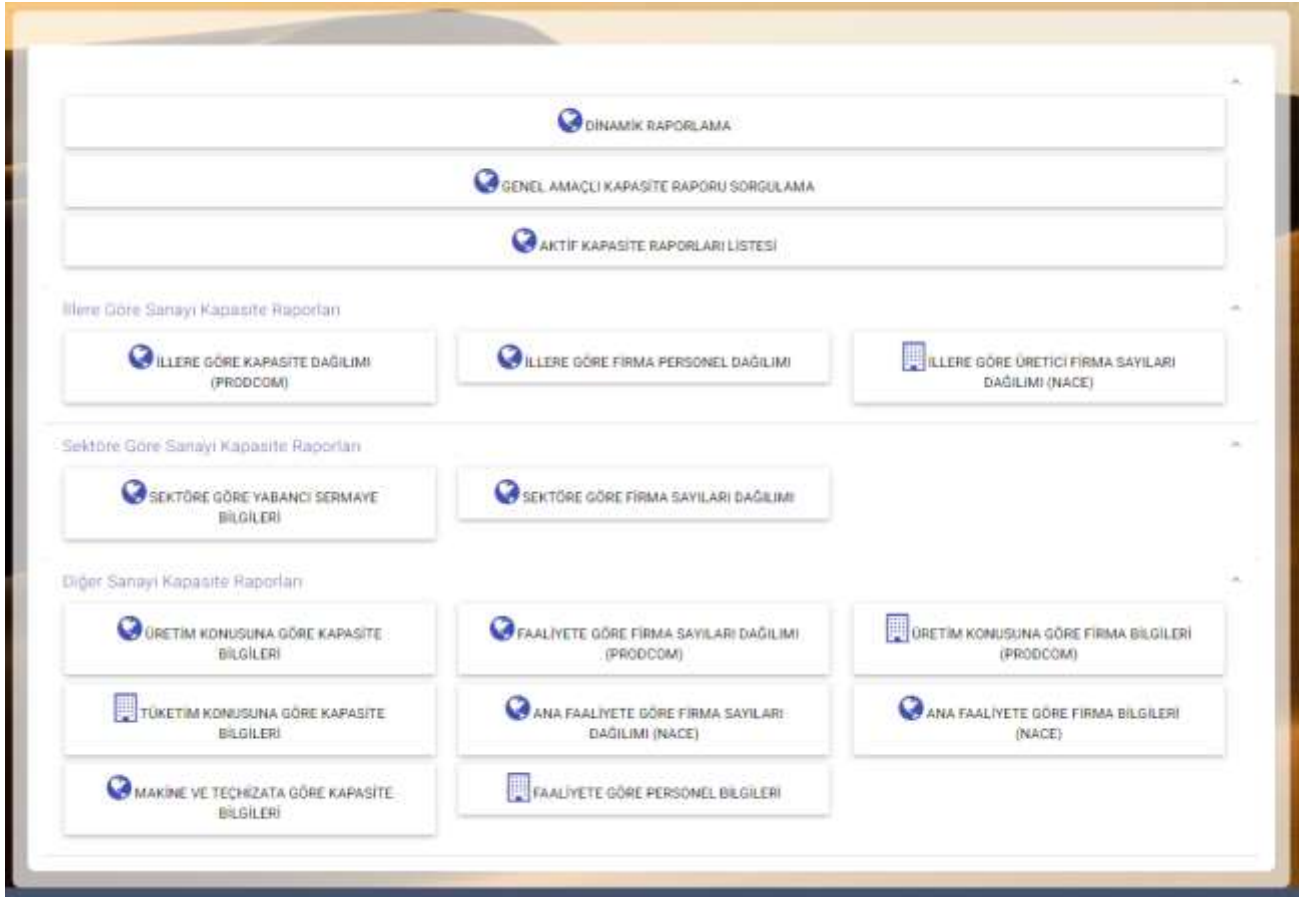 DİNAMİK RAPORLAMA
GENEL AMAÇLI KAPASİTE RAPORU SORGULAMA
AKTİF KAPASİTE RAPORLARI LİSTESİ
İllere Göre Sanayi Kapasite Raporları
İLLERE GÖRE KAPASİTE DAĞILIMI
(PRODCOM)
İLLERE GÖRE FİRMA PERSONEL DAĞILIMI
İLLERE GÖRE ÜRETİCİ FİRMA SAYILARI
DAĞILIMI (NACE)
Sektöre Göre Sanayi Kapasite Raporları
SEKTÖRE GÖRE YABANCI SERMAYE
BİLGİLERİ
SEKTÖRE GÖRE FİRMA SAYILARI DAĞILIMI
Diğer Sanayi Kapasite Raporları
ÜRETİM KONUSUNA GÖRE KAPASİTE
BİLGİLERİ
FAALİYETE GÖRE FİRMA SAYILARI DAĞILIMI
(PRODCOM)
ÜRETİM KONUSUNA GÖRE FİRMA BİLGİLERİ
(PRODCOM)
TÜKETİM KONUSUNA GÖRE KAPASİTE
BİLGİLERİ
ANA FAALİYETE GÖRE FİRMA SAYILARI
DAĞILIMI (NACE)
ANA FAALİYETE GÖRE FİRMA BİLGİLERİ
(NACE)
MAKİNE VE TEÇHİZATA GÖRE KAPASİTE
BİLGİLERİ
FAALİYETE GÖRE PERSONEL BİLGİLERİ